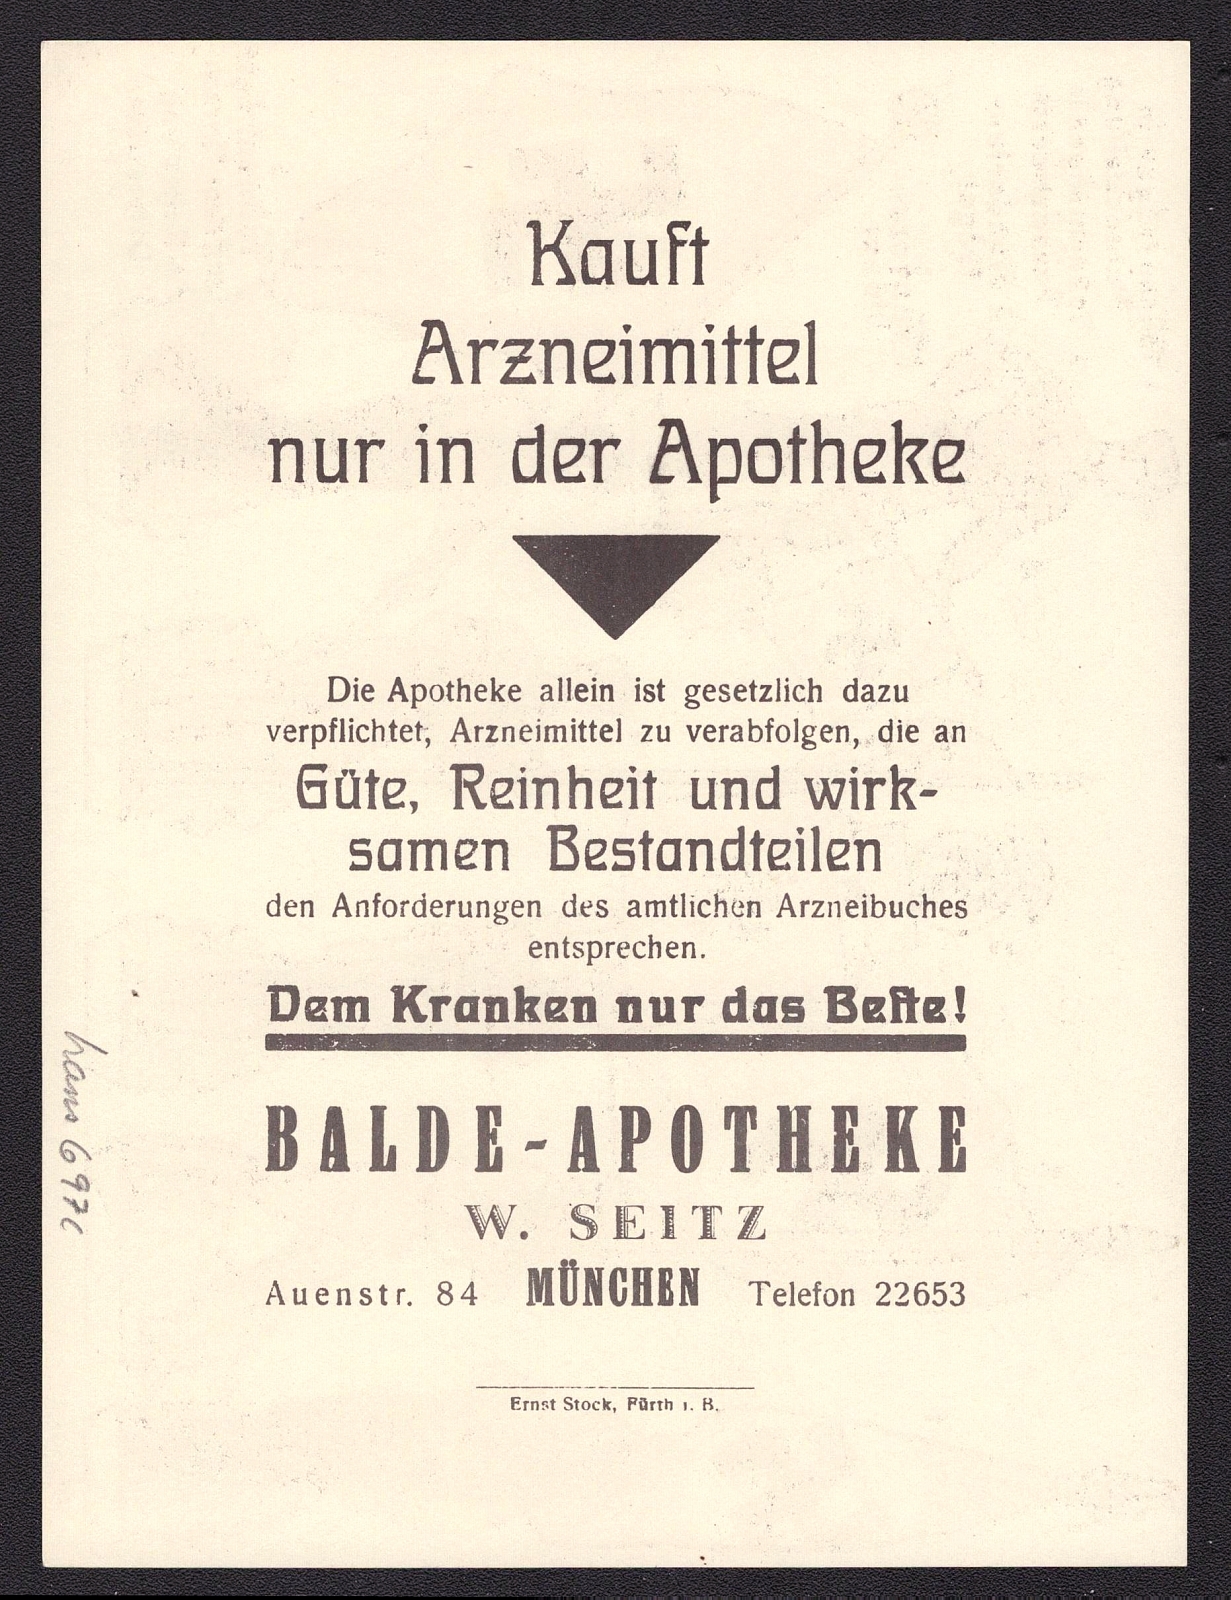 Kauft
Arzneimittel
nur in der Apotheke
Die Apotheke allein ist gesetzlich dazu
verpflichtet, Arzneimittel zu verabfolgen, die an
Güte, Reinheit und wirk-
samen Bestandteilen
den Anforderungen des amtlichen Arzneibuches
entsprechen.
Dem Kranken nur das Beſte!
BALDE-APOTHEKE
W. SEITZ
Auenstr. 84 MÜNCHEN Telefon 22653
Ernst Stock, Fürth i. B.